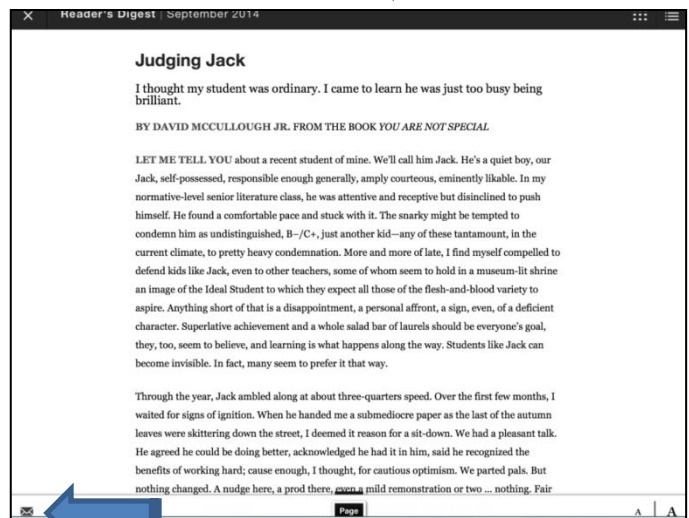 × Reader's Digest | September 2014
Judging Jack
I thought my student was ordinary. I came to learn he was just too busy being
brilliant.
BY DAVID MCCULLOUGH JR. FROM THE BOOK YOU ARE NOT SPECIAL
LET ME TELL YOU about a recent student of mine. We'll call him Jack. He's a quiet boy, our
Jack, self-possessed, responsible enough generally, amply courteous, eminently likable. In my
normative-level senior literature class, he was attentive and receptive but disinclined to push
himself. He found a comfortable pace and stuck with it. The snarky might be tempted to
condemn him as undistinguished, B–/C+, just another kid—any of these tantamount, in the
current climate, to pretty heavy condemnation. More and more of late, I find myself compelled to
defend kids like Jack, even to other teachers, some of whom seem to hold in a museum-lit shrine
an image of the Ideal Student to which they expect all those of the flesh-and-blood variety to
aspire. Anything short of that is a disappointment, a personal affront, a sign, even, of a deficient
character. Superlative achievement and a whole salad bar of laurels should be everyone's goal,
they, too, seem to believe, and learning is what happens along the way. Students like Jack can
become invisible. In fact, many seem to prefer it that way.
Through the year, Jack ambled along at about three-quarters speed. Over the first few months, I
waited for signs of ignition. When he handed me a submediocre paper as the last of the autumn
leaves were skittering down the street, I deemed it reason for a sit-down. We had a pleasant talk.
He agreed he could be doing better, acknowledged he had it in him, said he recognized the
benefits of working hard; cause enough, I thought, for cautious optimism. We parted pals. But
nothing changed. A nudge here, a prod there, even a mild remonstration or two ... nothing. Fair
Page
A | A